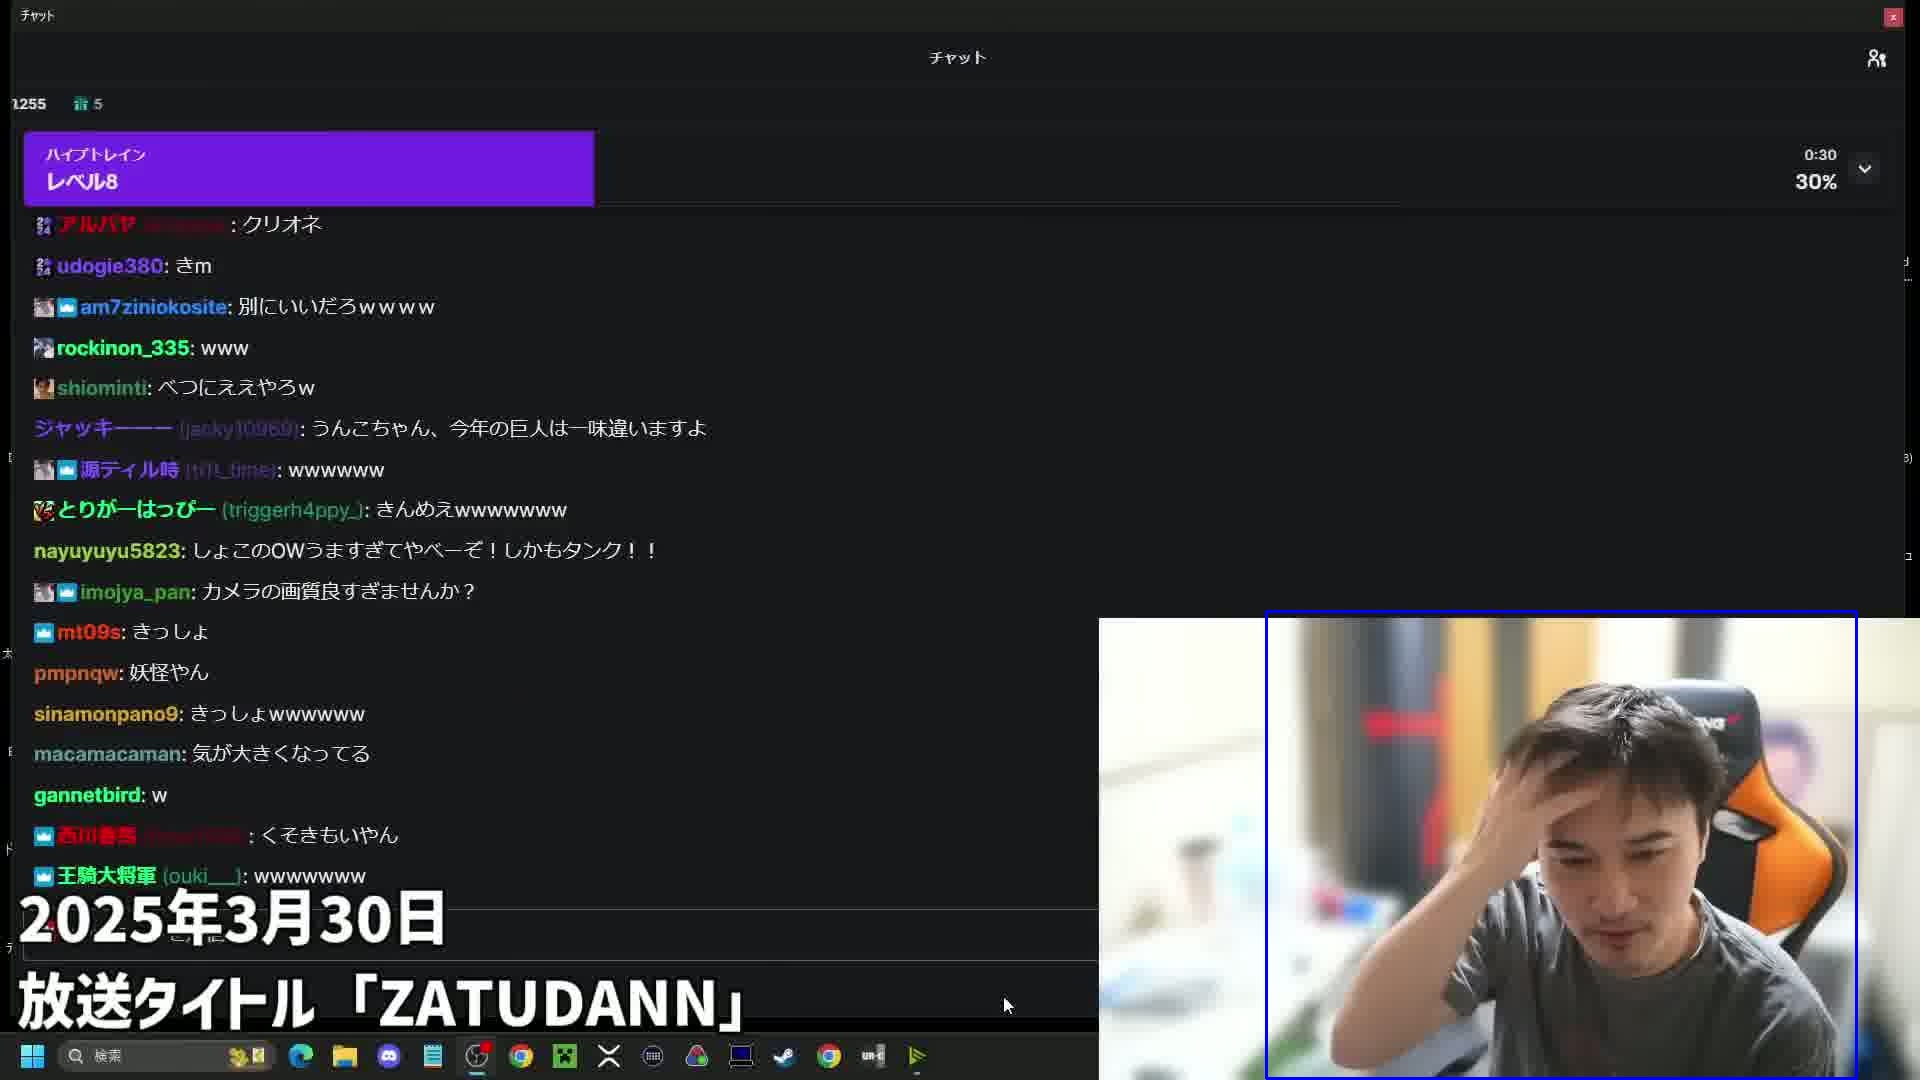 チャット
チャット
1255 5
ハイプトレイン
レベル8
0:30
30%
アルパヤ : クリオネ
udogie380: きm
am7ziniokosite: 別にいいだろｗｗｗｗ
rockinon_335: www
shiominti: べつにええやろw
ジャッキーーー (jacky10969): うんこちゃん、今年の巨人は一味違いますよ
源ティル時 (til1_time): wwwwww
とりがーはっぴー (triggerh4ppy_): きんめえwwwwwww
nayuyuyu5823: しょこのOWうますぎてやべーぞ！しかもタンク！！
imojya_pan: カメラの画質良すぎませんか？
mt09s: きっしょ
pmpnqw: 妖怪やん
sinamonpano9: きっしょwwwwww
macamacaman: 気が大きくなってる
gannetbird: w
: くそきもいやん
王騎大将軍 (ouki___): wwwwwww
2025年3月30日
放送タイトル「ZATUDANN」
検索